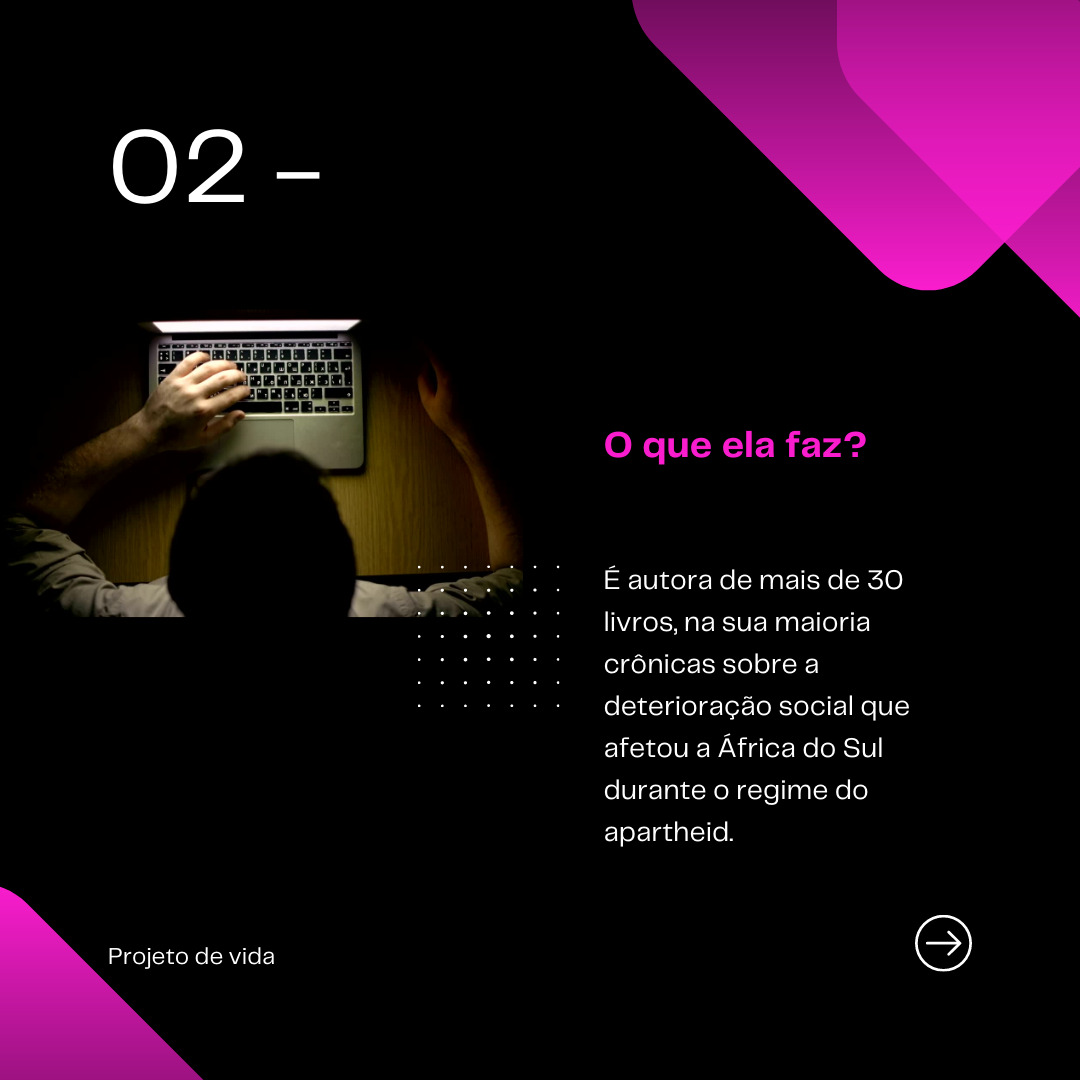 02 –
O que ela faz?
É autora de mais de 30
livros, na sua maioria
crônicas sobre a
deterioração social que
afetou a África do Sul
durante o regime do
apartheid.
Projeto de vida